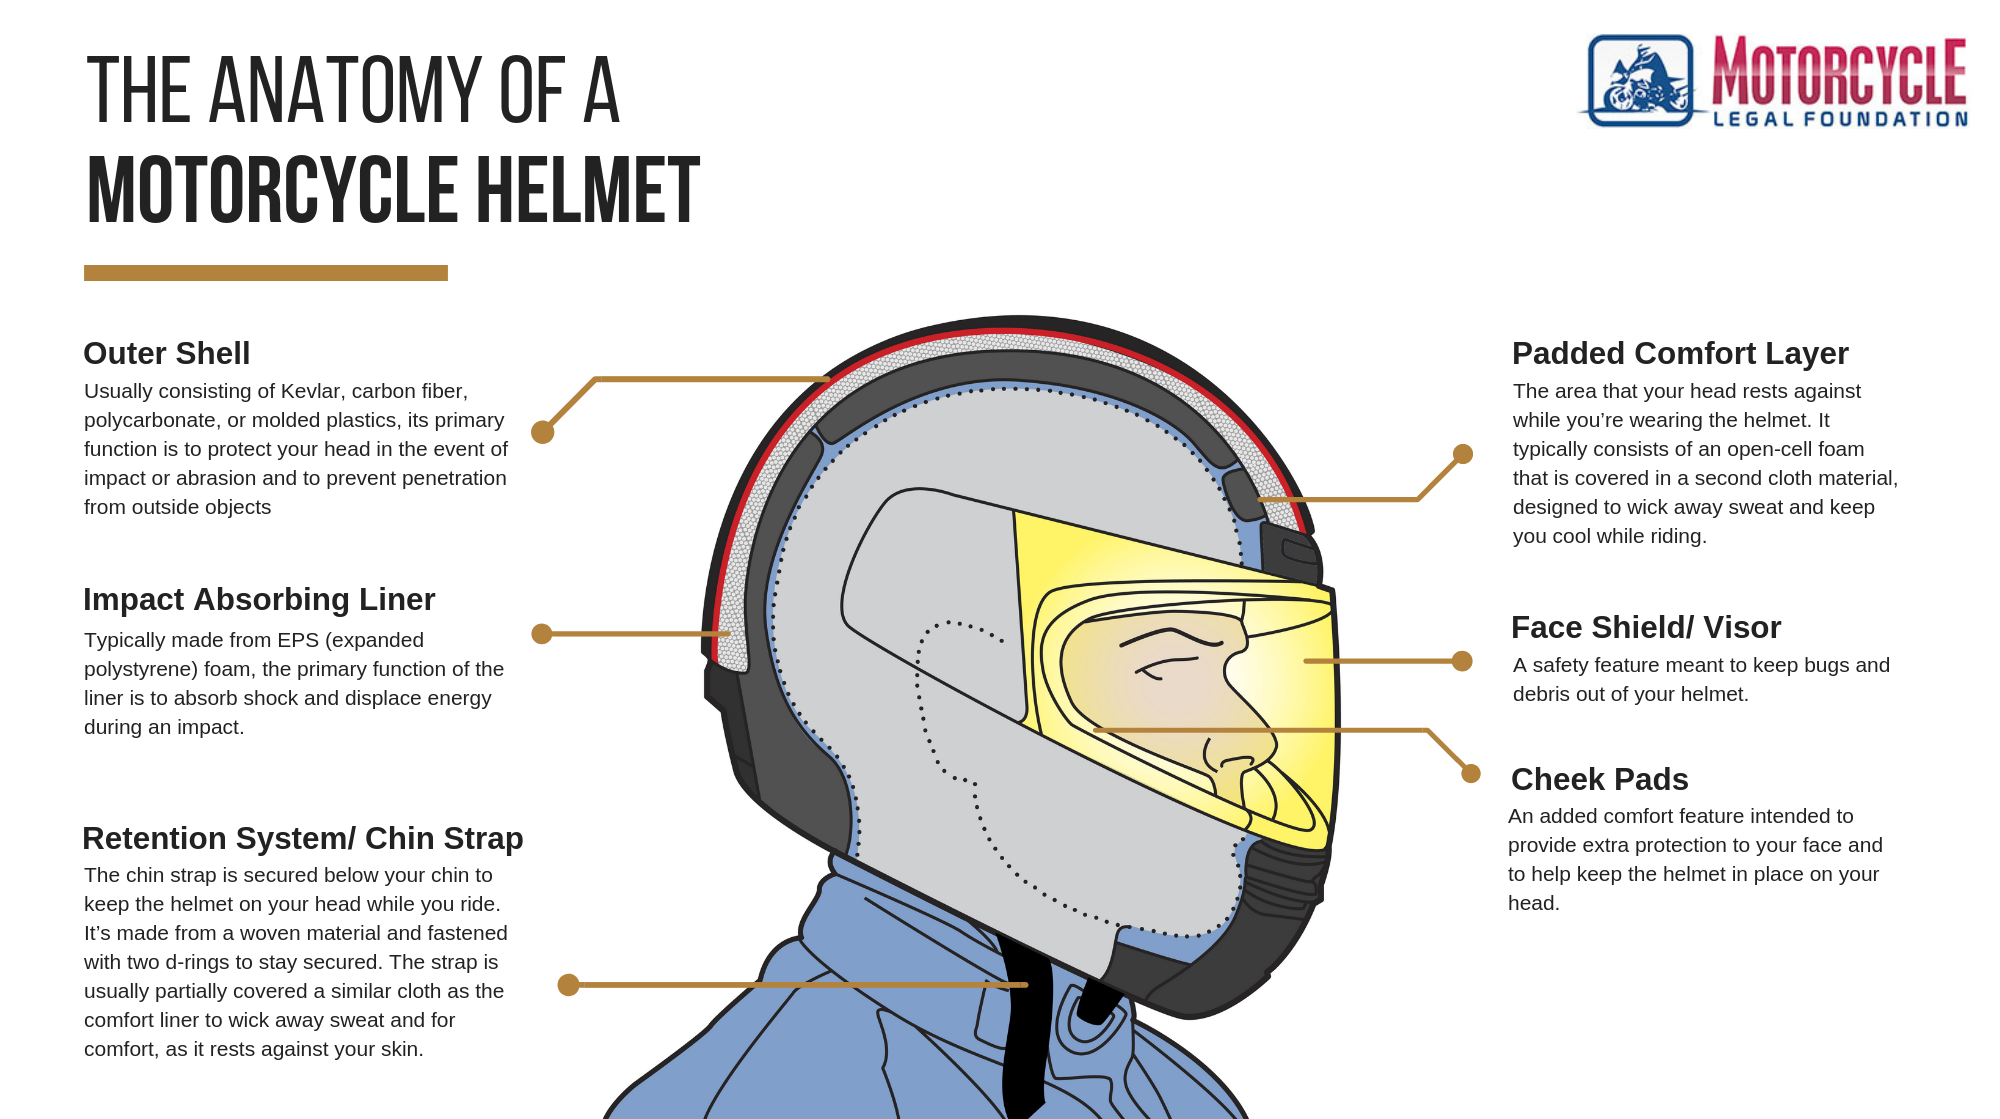 THE ANATOMY OF A
MOTORCYCLE HELMET
MOTORCYCLE
LEGAL FOUNDATION
Outer Shell
Usually consisting of Kevlar, carbon fiber,
polycarbonate, or molded plastics, its primary
function is to protect your head in the event of
impact or abrasion and to prevent penetration
from outside objects
Impact Absorbing Liner
Typically made from EPS (expanded
polystyrene) foam, the primary function of the
liner is to absorb shock and displace energy
during an impact.
Retention System/ Chin Strap
The chin strap is secured below your chin to
keep the helmet on your head while you ride.
It’s made from a woven material and fastened
with two d-rings to stay secured. The strap is
usually partially covered a similar cloth as the
comfort liner to wick away sweat and for
comfort, as it rests against your skin.
Padded Comfort Layer
The area that your head rests against
while you’re wearing the helmet. It
typically consists of an open-cell foam
that is covered in a second cloth material,
designed to wick away sweat and keep
you cool while riding.
Face Shield/ Visor
A safety feature meant to keep bugs and
debris out of your helmet.
Cheek Pads
An added comfort feature intended to
provide extra protection to your face and
to help keep the helmet in place on your
head.